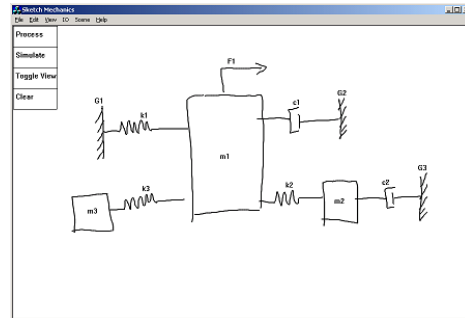 Sketch Mechanics
File Edit View IO Scene Help
Process
Simulate
Toggle View
Clear
F1
G1
k1
c1
G2
m1
G3
k3
k2
c2
m3
m2